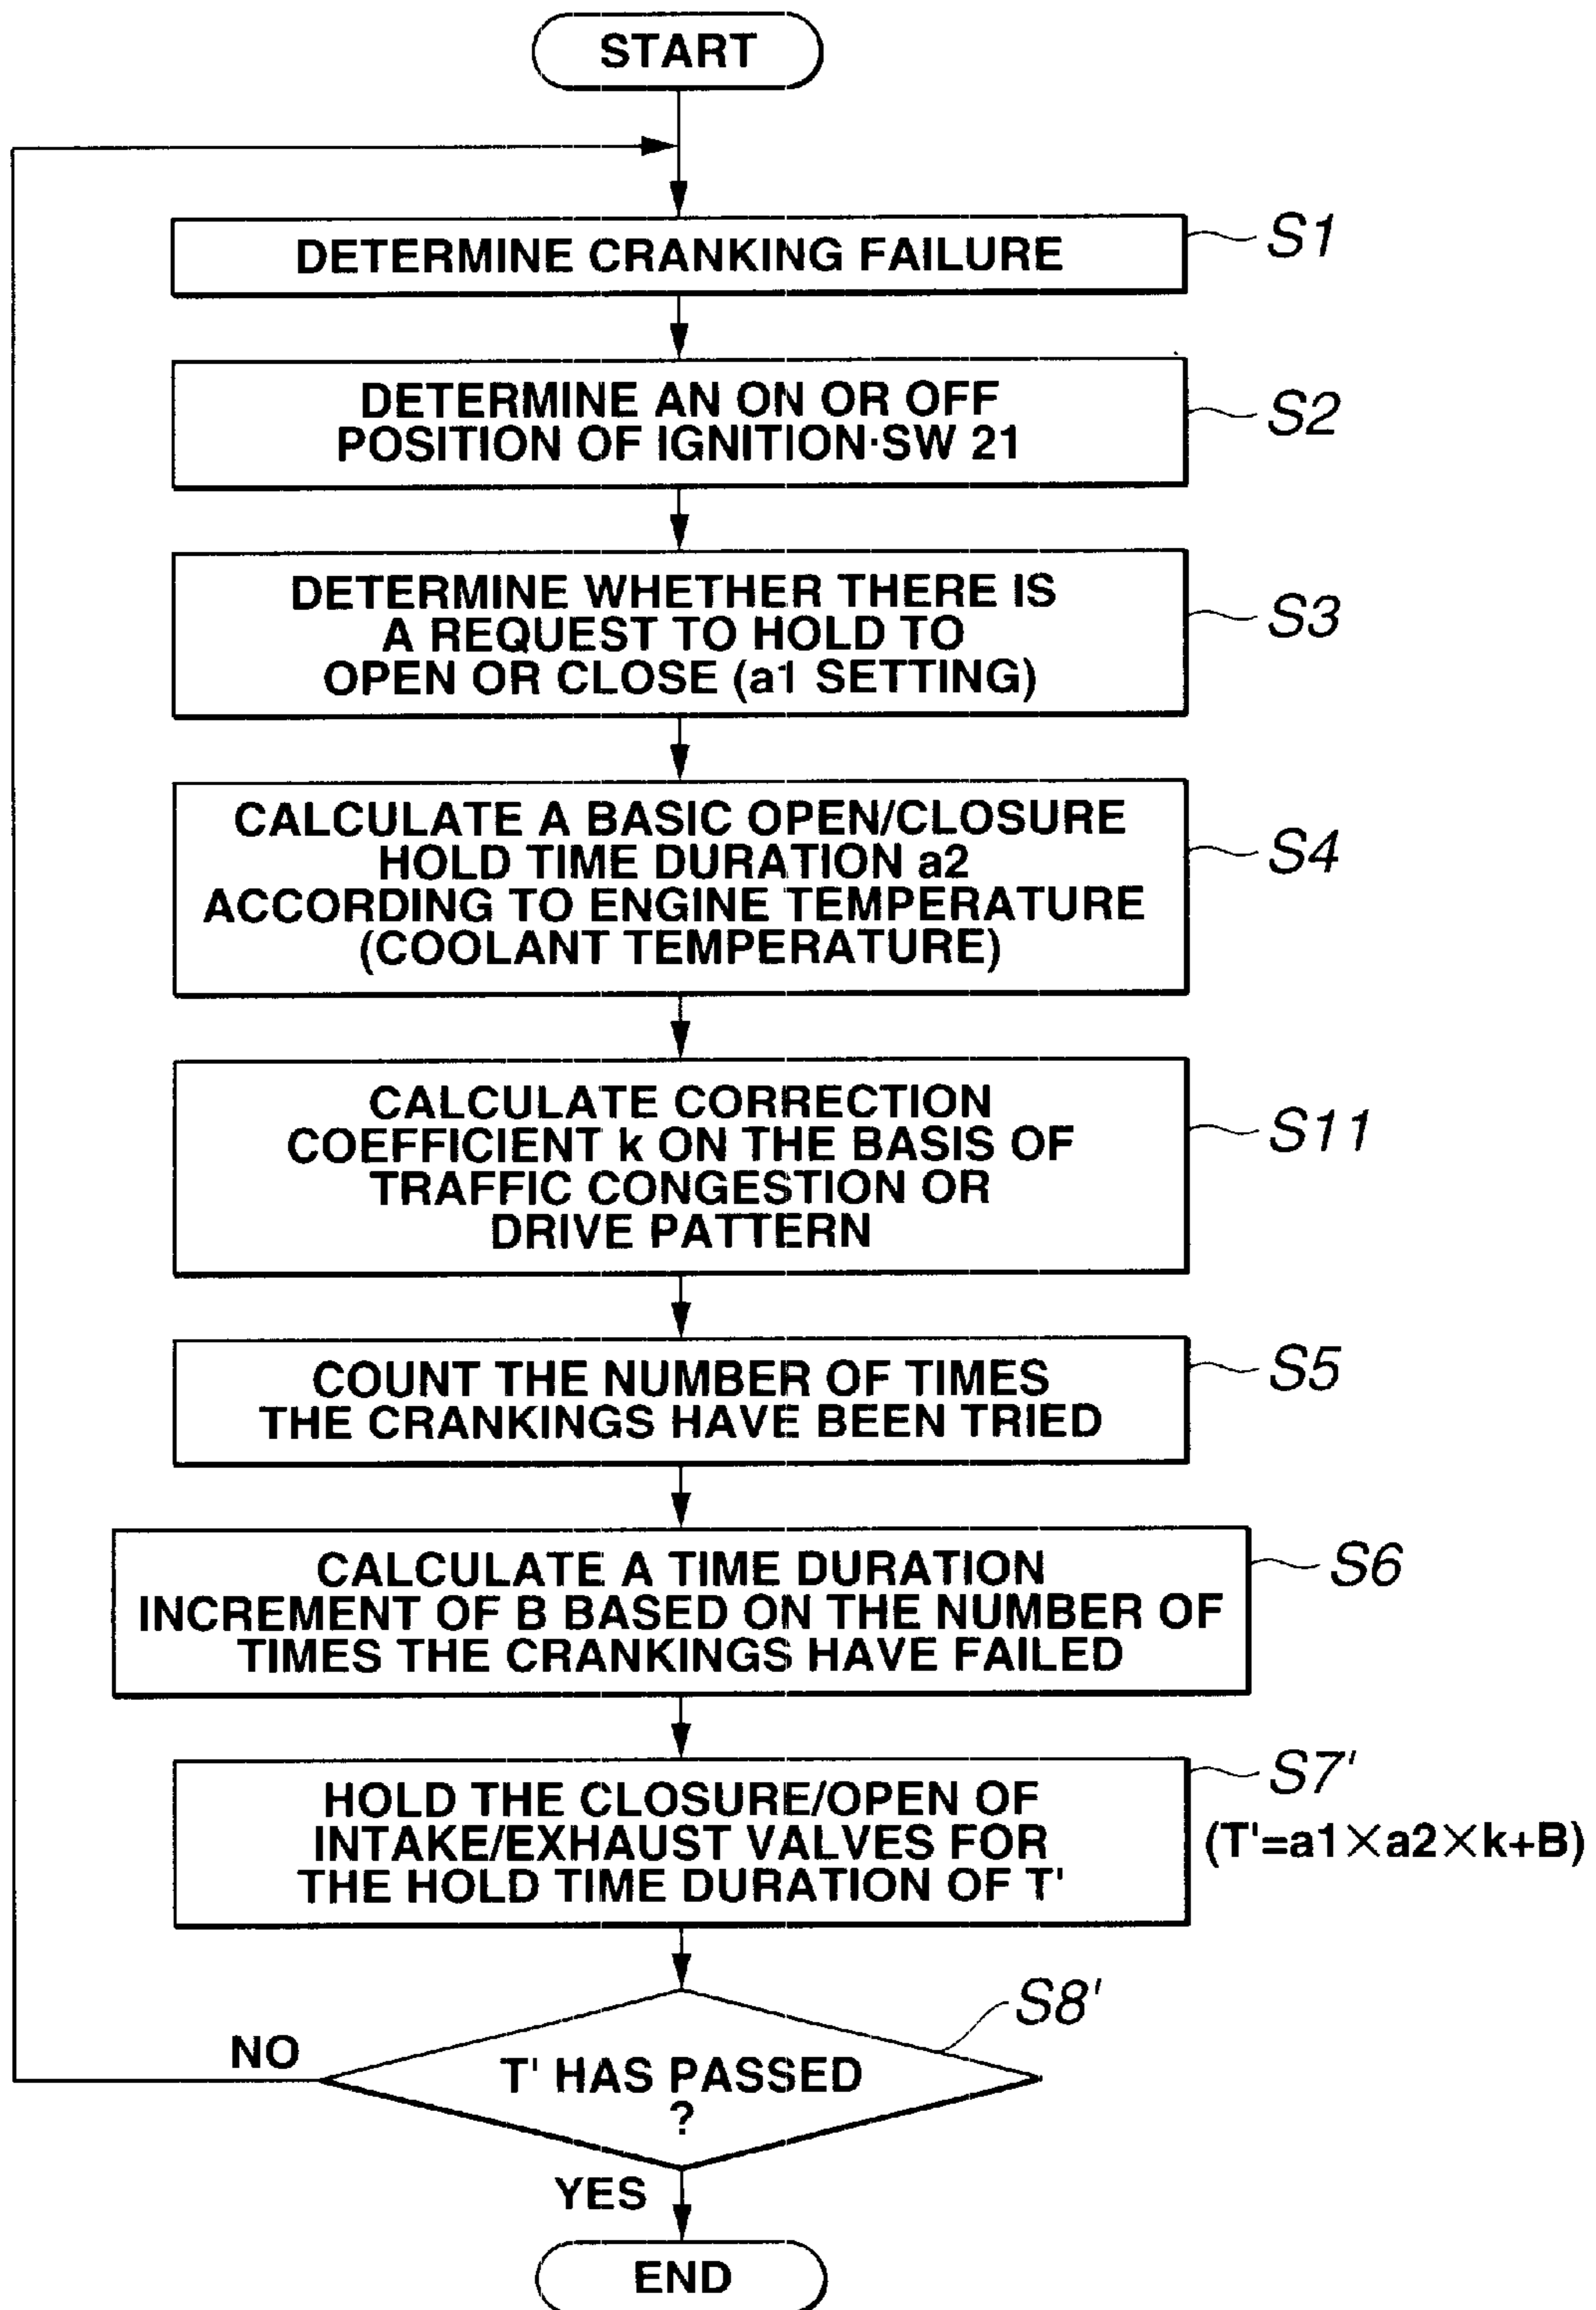 START
DETERMINE CRANKING FAILURE
S1
DETERMINE AN ON OR OFF
POSITION OF IGNITION·SW 21
S2
DETERMINE WHETHER THERE IS
A REQUEST TO HOLD TO
OPEN OR CLOSE (a1 SETTING)
S3
CALCULATE A BASIC OPEN/CLOSURE
HOLD TIME DURATION a2
ACCORDING TO ENGINE TEMPERATURE
(COOLANT TEMPERATURE)
S4
CALCULATE CORRECTION
COEFFICIENT k ON THE BASIS OF
TRAFFIC CONGESTION OR
DRIVE PATTERN
S11
COUNT THE NUMBER OF TIMES
THE CRANKINGS HAVE BEEN TRIED
S5
CALCULATE A TIME DURATION
INCREMENT OF B BASED ON THE NUMBER OF
TIMES THE CRANKINGS HAVE FAILED
S6
HOLD THE CLOSURE/OPEN OF
INTAKE/EXHAUST VALVES FOR
THE HOLD TIME DURATION OF T'
S7'
(T'=a1×a2×k+B)
S8'
NO
T' HAS PASSED
?
YES
END